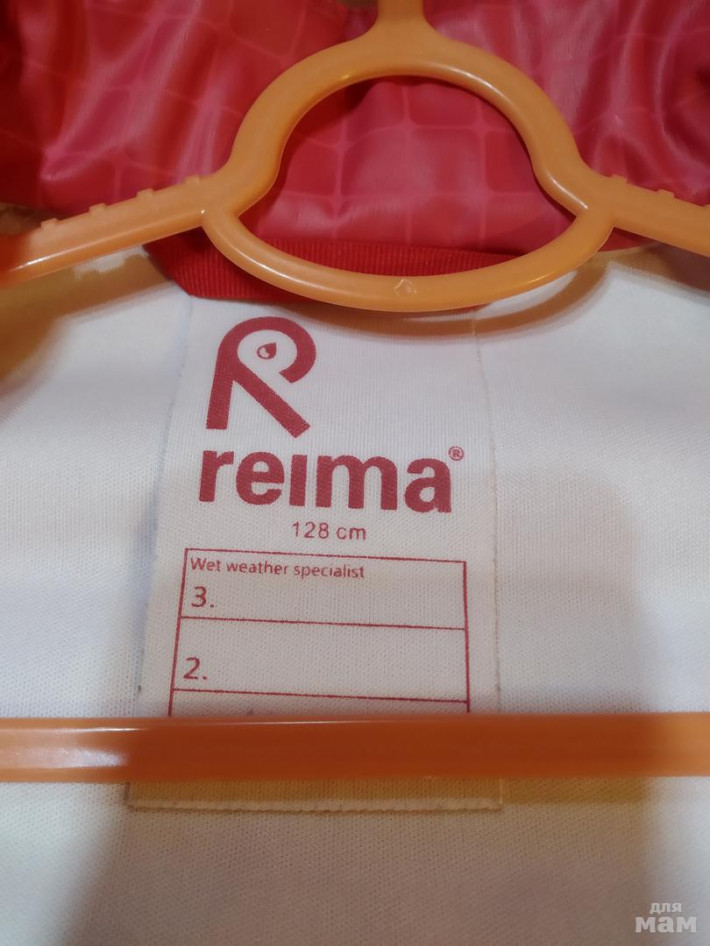 reima®
128 cm
Wet weather specialist
3.
2.
для
мам